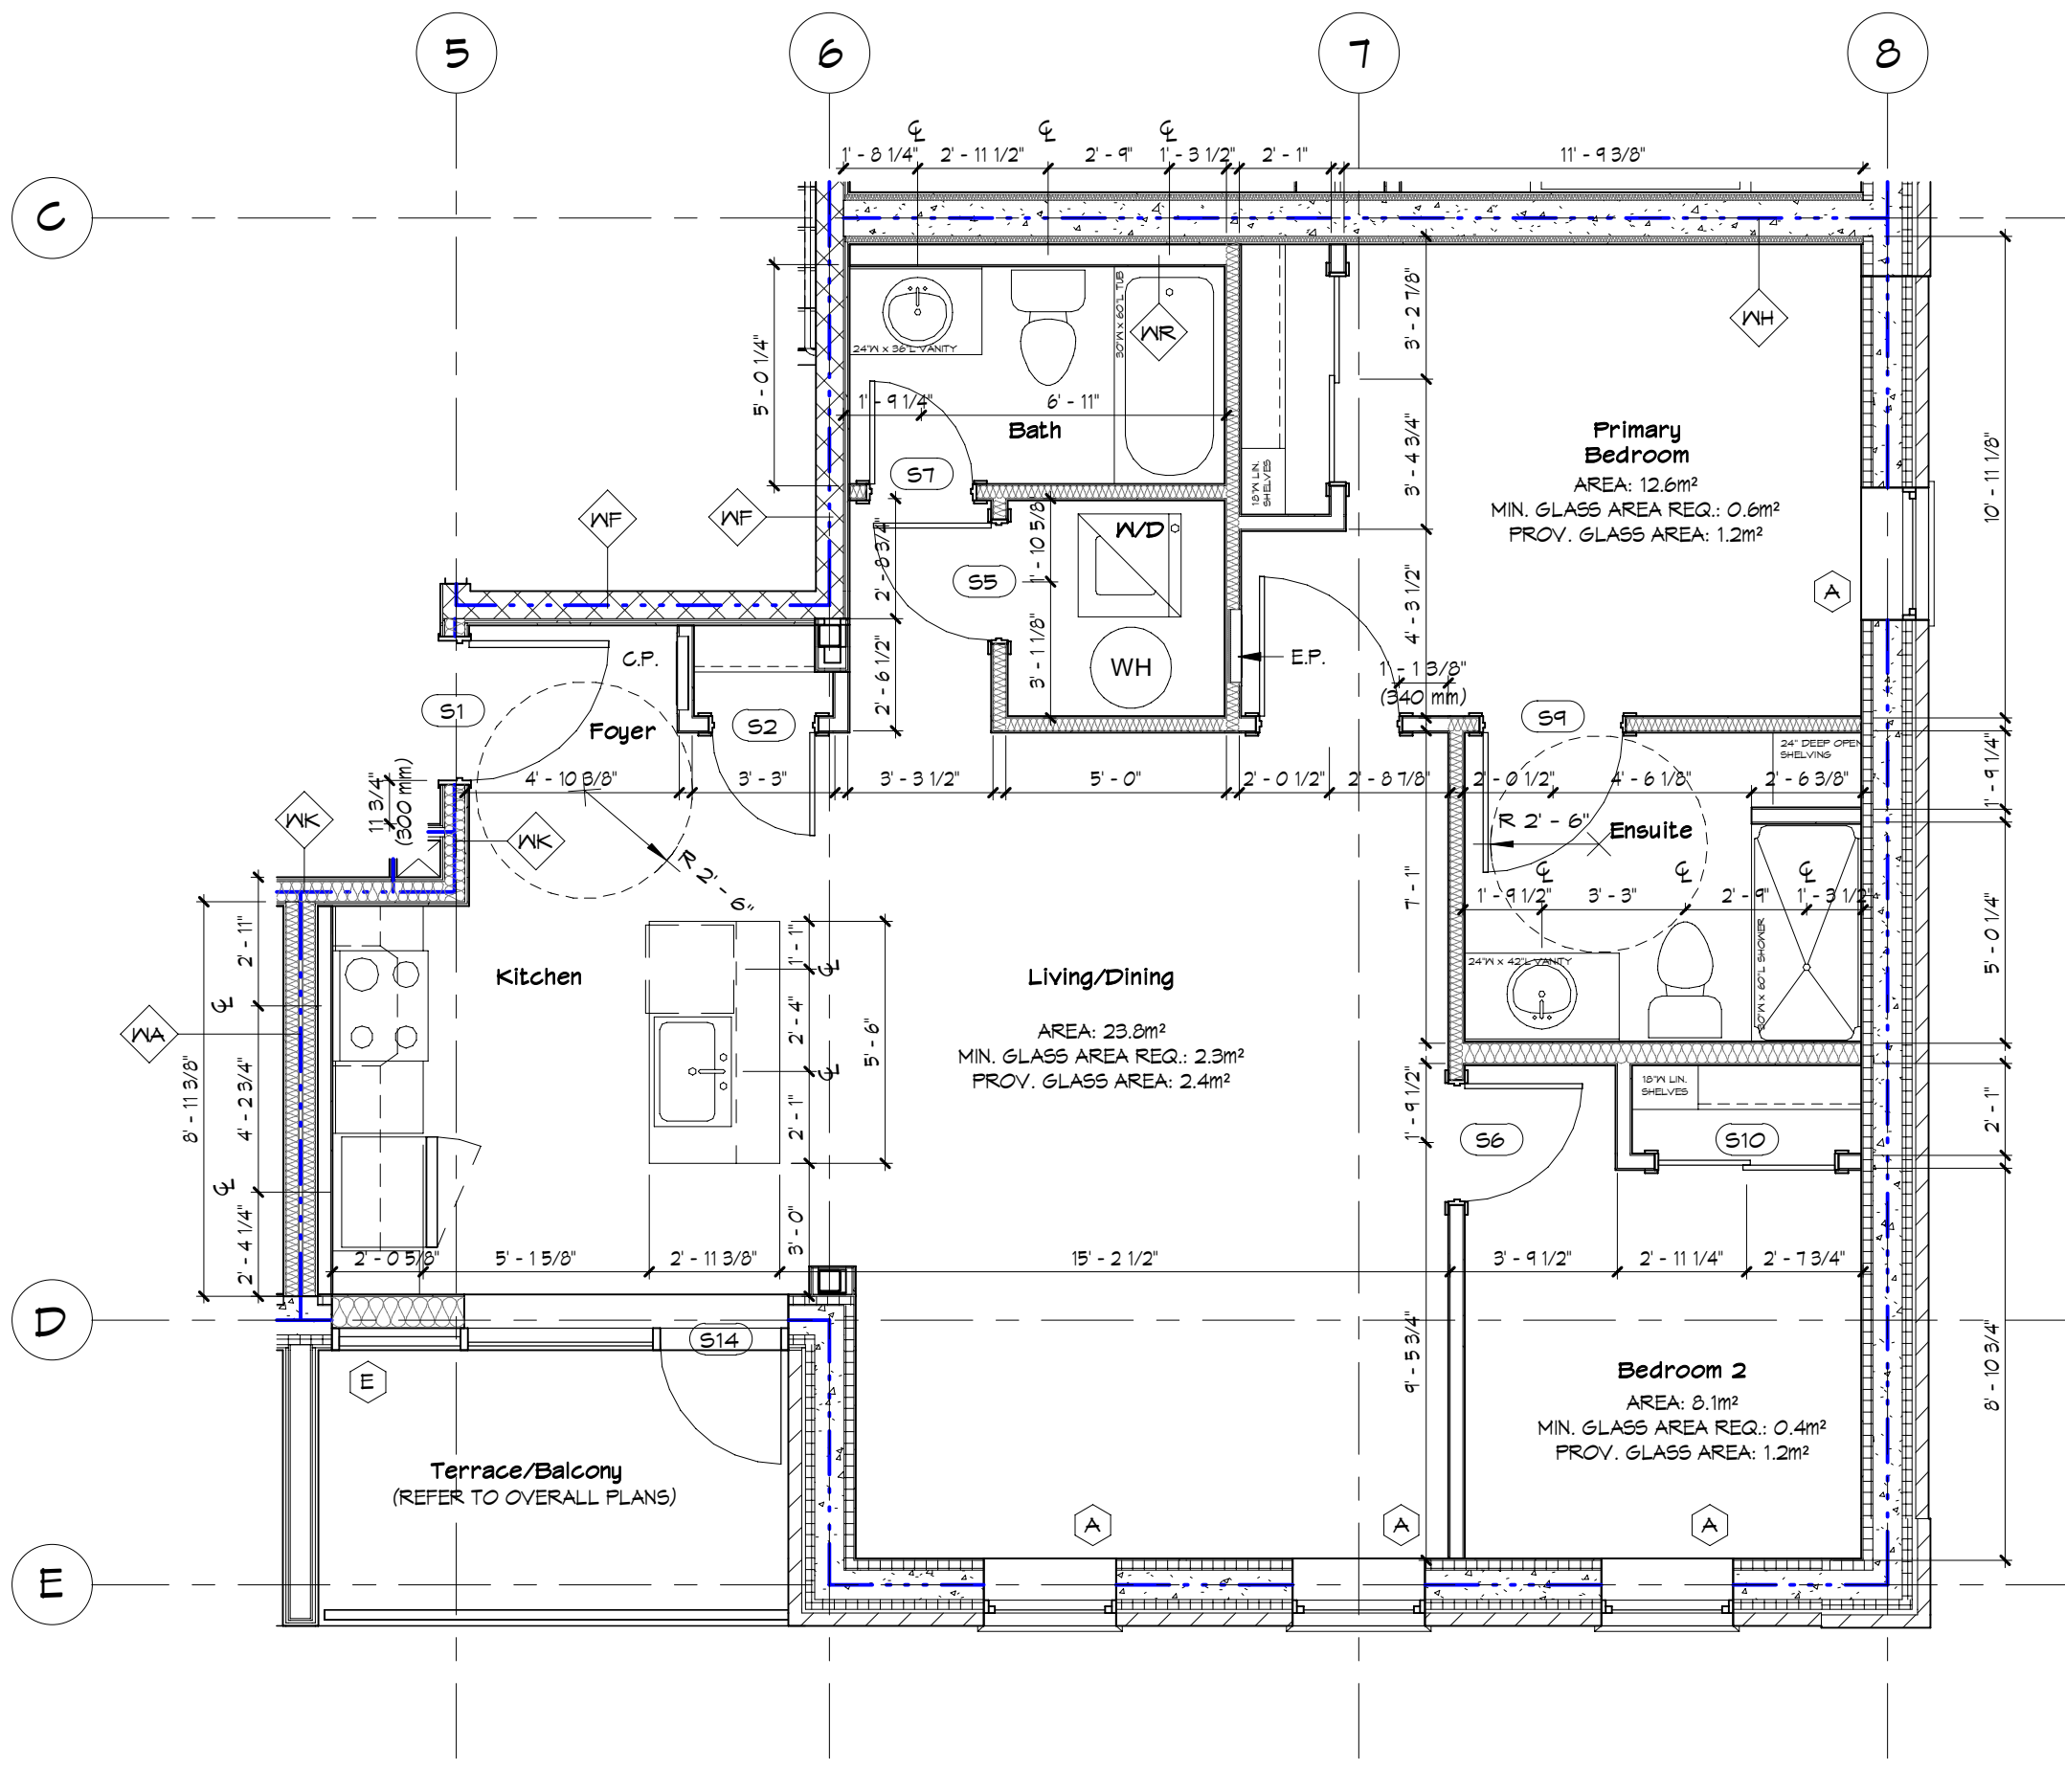 5
6
7
8
C
D
E
1' - 8 1/4"
2' - 11 1/2"
2' - 9"
1' - 3 1/2"
2' - 1"
11' - 9 3/8"
5' - 0 1/4"
24"W x 36"L VANITY
30"W x 60"L TUB
WR
WH
1' - 9 1/4"
6' - 11"
Bath
S7
18"W LIN.
SHELVES
3' - 2 7/8"
3' - 4 3/4"
4' - 3 1/2"
Primary
Bedroom
AREA: 12.6m²
MIN. GLASS AREA REQ.: 0.6m²
PROV. GLASS AREA: 1.2m²
A
10' - 11 1/8"
WF
WF
2' - 8 3/4"
2' - 6 1/2"
S5
1' - 10 5/8"
3' - 1 1/8"
W/D
WH
E.P.
1' - 1 3/8"
(340 mm)
S9
24" DEEP OPEN
SHELVING
1' - 9 1/4"
C.P.
S1
S2
Foyer
11 3/4"
(300 mm)
4' - 10 3/8"
3' - 3"
3' - 3 1/2"
5' - 0"
2' - 0 1/2"
2' - 8 7/8"
2' - 0 1/2"
4' - 6 1/8"
2' - 6 3/8"
WK
WK
R 2' - 6"
R 2' - 6"
Ensuite
7' - 1"
1' - 9 1/2"
3' - 3"
2' - 9"
1' - 3 1/2"
24"W x 42"L VANITY
30"W x 60"L SHOWER
5' - 0 1/4"
WA
8' - 11 3/8"
2' - 11"
4' - 2 3/4"
2' - 4 1/4"
Kitchen
1' - 1"
2' - 4"
2' - 1"
3' - 0"
5' - 6"
Living/Dining
AREA: 23.8m²
MIN. GLASS AREA REQ.: 2.3m²
PROV. GLASS AREA: 2.4m²
1' - 9 1/2"
S6
18"W LIN.
SHELVES
S10
2' - 1"
2' - 0 5/8"
5' - 1 5/8"
2' - 11 3/8"
15' - 2 1/2"
3' - 9 1/2"
2' - 11 1/4"
2' - 7 3/4"
S14
E
9' - 5 3/4"
8' - 10 3/4"
Bedroom 2
AREA: 8.1m²
MIN. GLASS AREA REQ.: 0.4m²
PROV. GLASS AREA: 1.2m²
Terrace/Balcony
(REFER TO OVERALL PLANS)
A
A
A